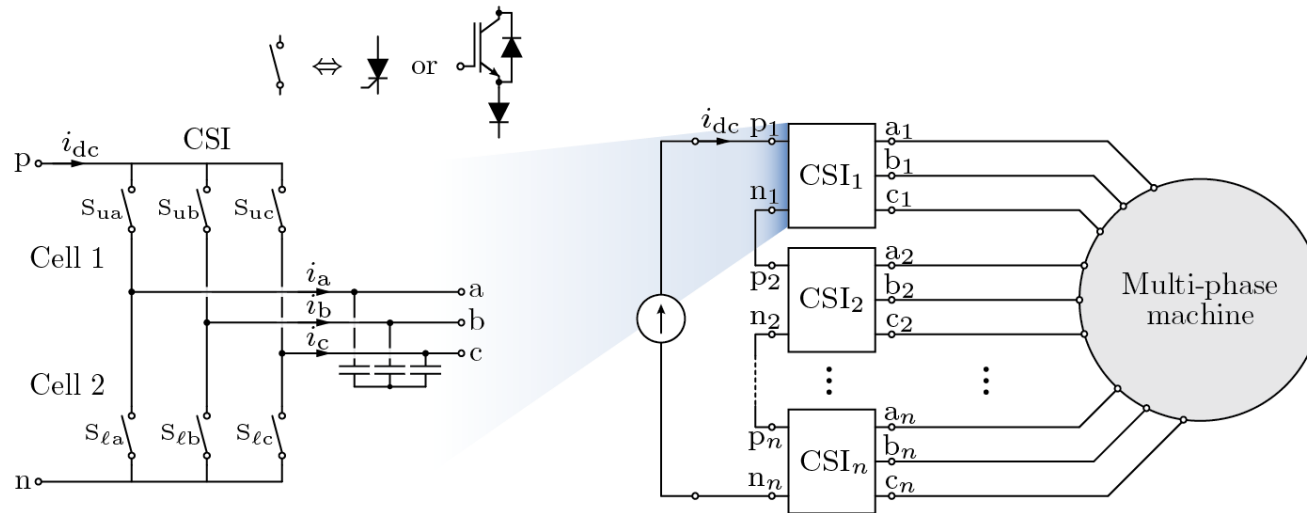 ⇔ or
CSI
p i_dc
S_ua S_ub S_uc
Cell 1
i_a a
i_b b
i_c c
Cell 2
S_ℓa S_ℓb S_ℓc
n
i_dc p_1 a_1
CSI_1 b_1
n_1 c_1
p_2 a_2
CSI_2 b_2
n_2 c_2
Multi-phase
machine
⋮ ⋮
p_n a_n
CSI_n b_n
n_n c_n